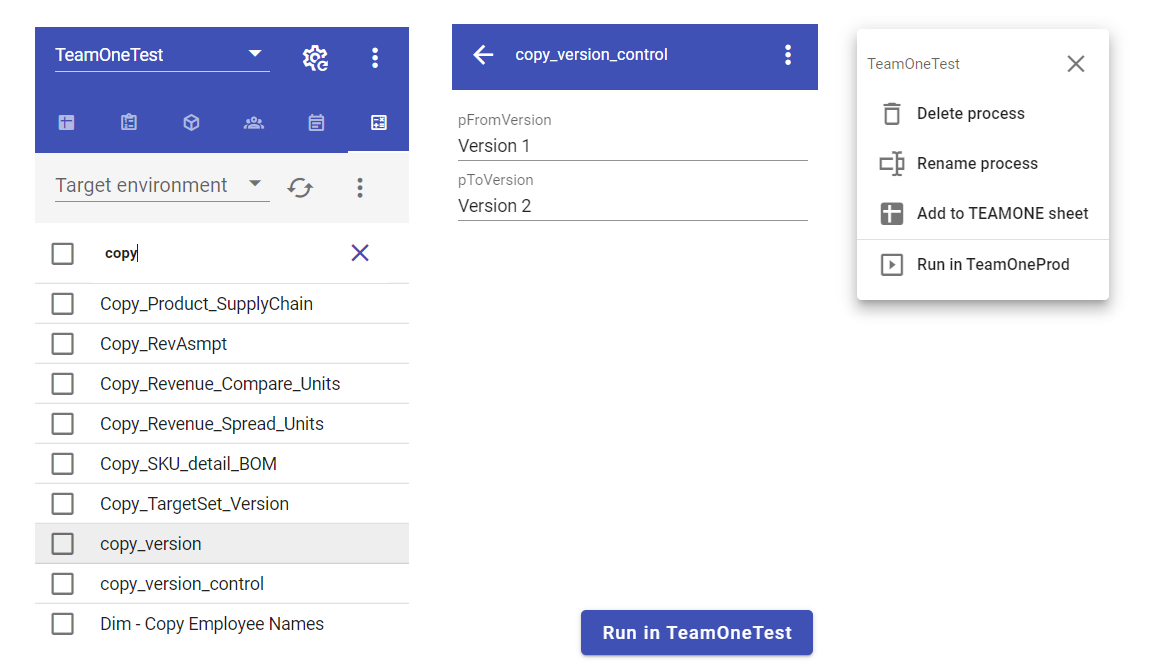 TeamOneTest
Target environment
copy
Copy_Product_SupplyChain
Copy_RevAsmpt
Copy_Revenue_Compare_Units
Copy_Revenue_Spread_Units
Copy_SKU_detail_BOM
Copy_TargetSet_Version
copy_version
copy_version_control
Dim - Copy Employee Names
copy_version_control
pFromVersion
Version 1
pToVersion
Version 2
Run in TeamOneTest
TeamOneTest
Delete process
Rename process
Add to TEAMONE sheet
Run in TeamOneProd